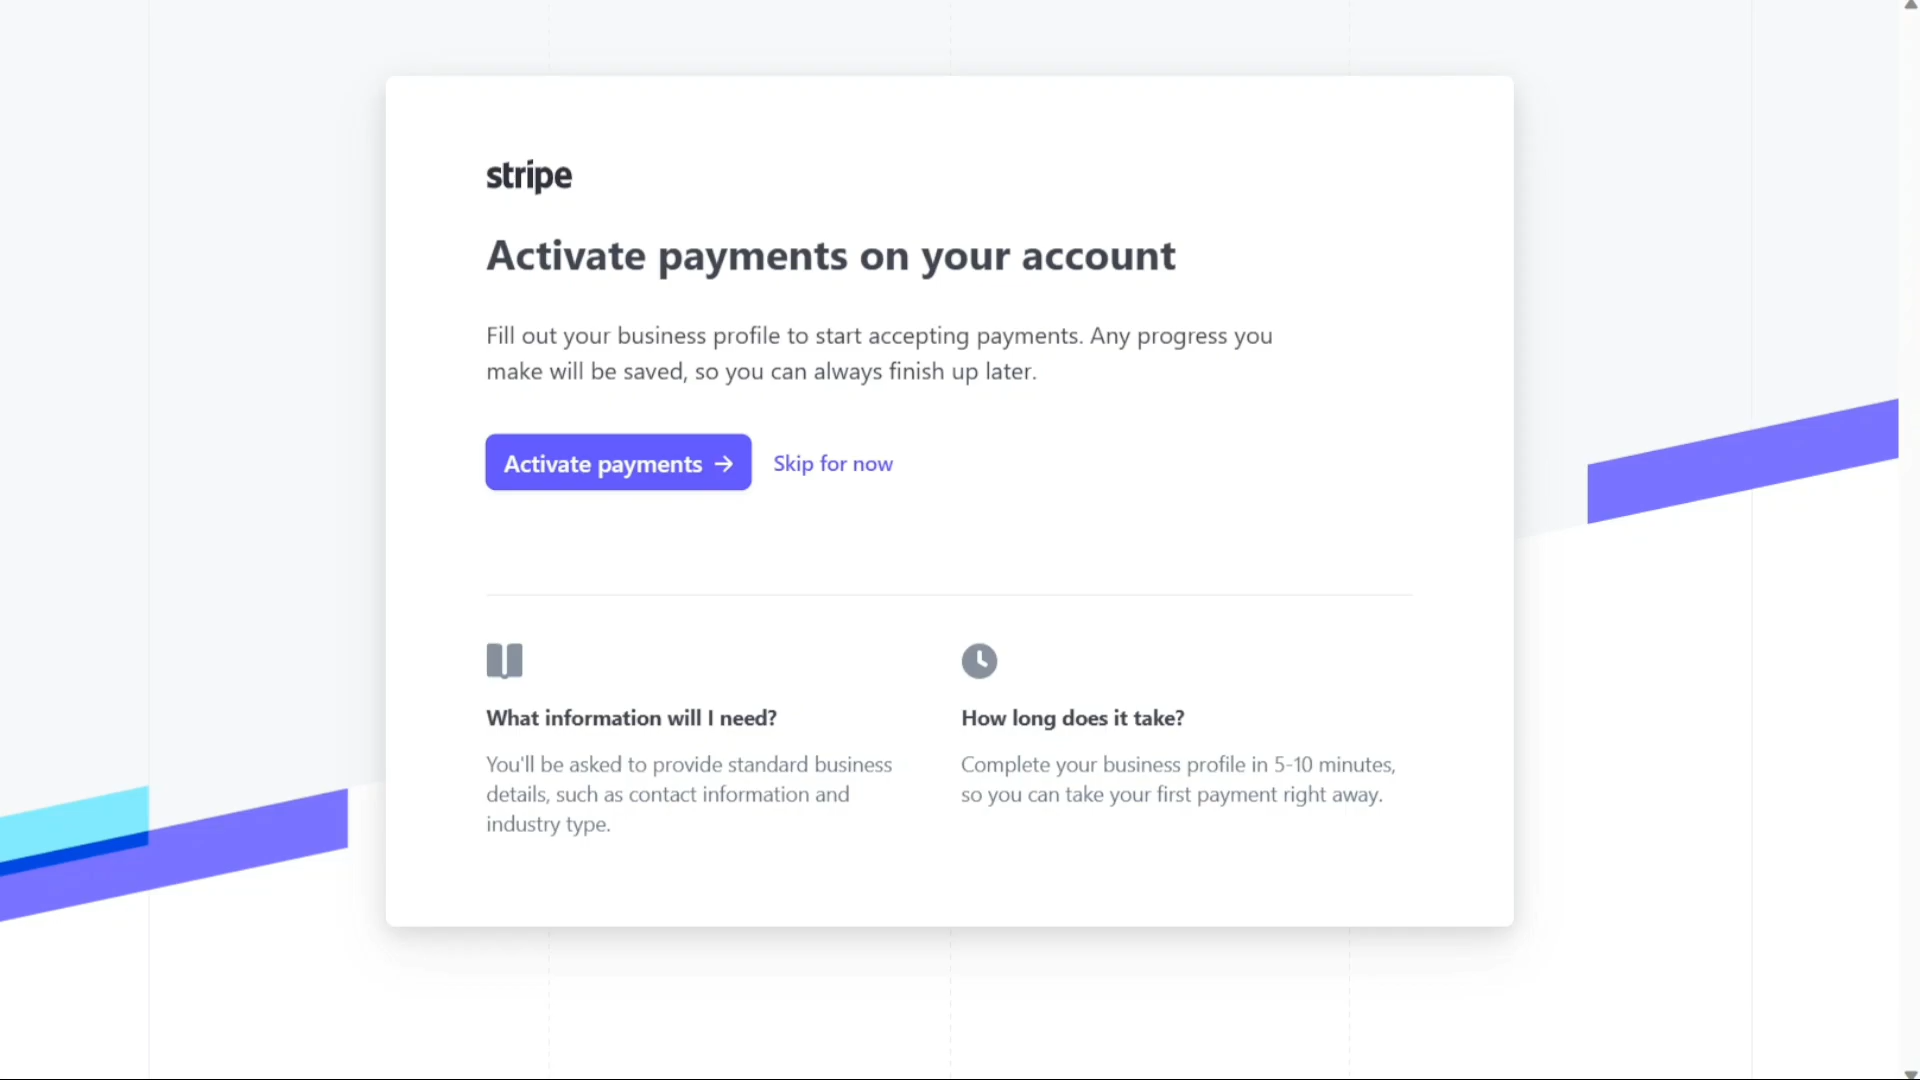 stripe
Activate payments on your account
Fill out your business profile to start accepting payments. Any progress you
make will be saved, so you can always finish up later.
Activate payments →
Skip for now
What information will I need?
You'll be asked to provide standard business
details, such as contact information and
industry type.
How long does it take?
Complete your business profile in 5-10 minutes,
so you can take your first payment right away.